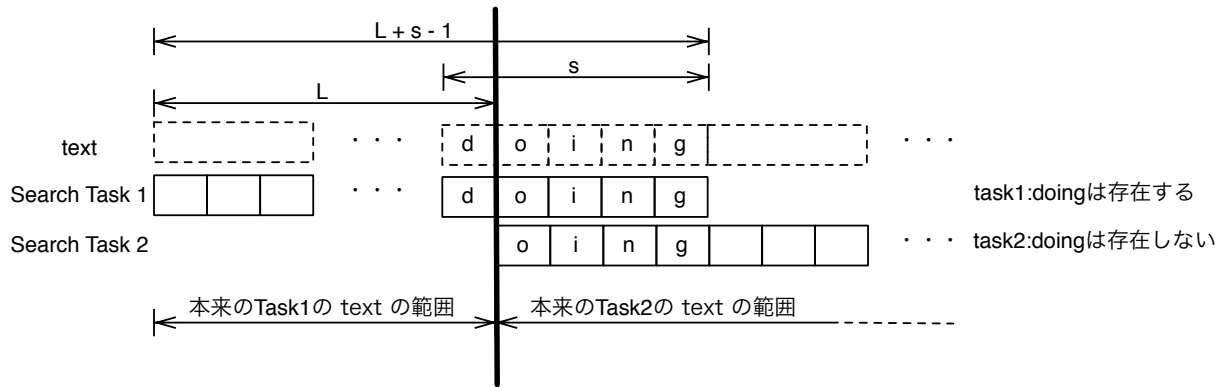 L + s - 1
s
L
text ・・・ d o i n g ・・・
Search Task 1 ・・・ d o i n g task1:doingは存在する
Search Task 2 o i n g ・・・ task2:doingは存在しない
本来のTask1の text の範囲 本来のTask2の text の範囲